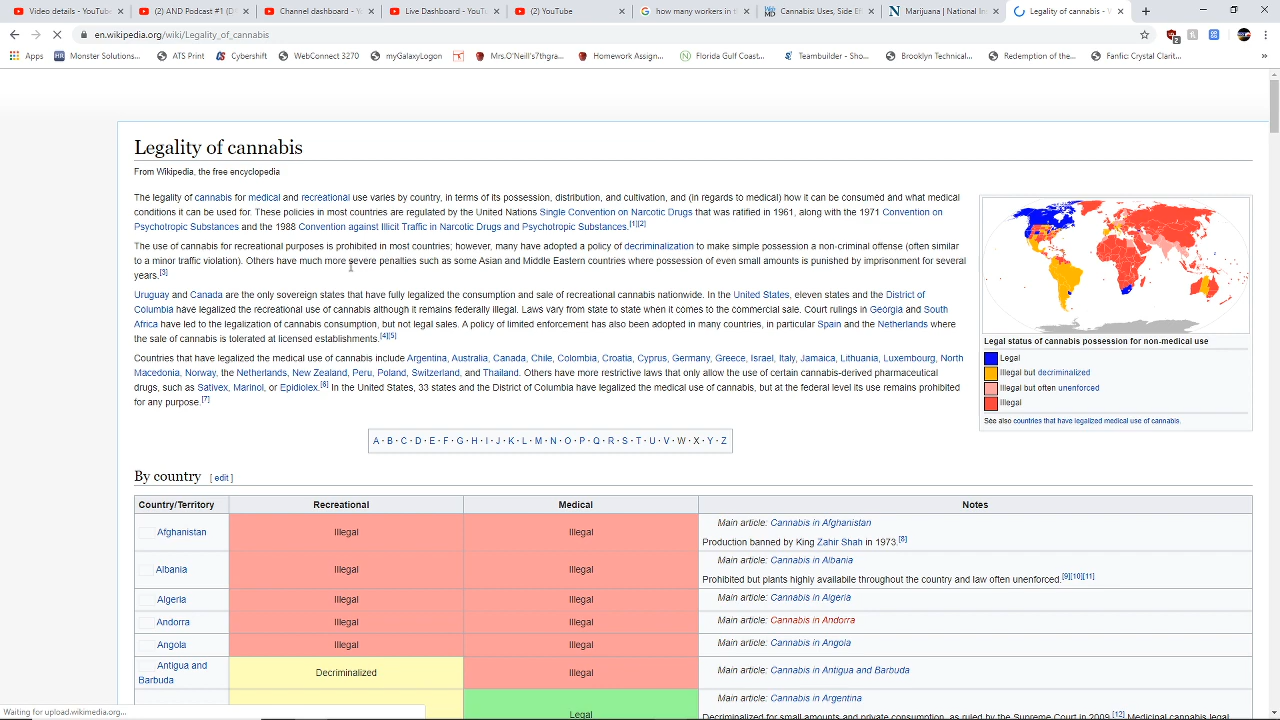 Video details - YouTube
(2) AND Podcast #1 (D
Channel dashboard - Y
Live Dashboard - YouTu
(2) YouTube
how many workers in t
Cannabis: Uses, Side Ef
Marijuana | National In
Legality of cannabis - W
en.wikipedia.org/wiki/Legality_of_cannabis
Apps
Monster Solutions...
ATS Print
Cybershift
WebConnect 3270
myGalaxyLogon
Mrs.O'Neill's7thgra...
Homework Assign...
Florida Gulf Coast...
Teambuilder - Sho...
Brooklyn Technical...
Redemption of the...
Fanfic: Crystal Clarit...
Legality of cannabis
From Wikipedia, the free encyclopedia
The legality of cannabis for medical and recreational use varies by country, in terms of its possession, distribution, and cultivation, and (in regards to medical) how it can be consumed and what medical
conditions it can be used for. These policies in most countries are regulated by the United Nations Single Convention on Narcotic Drugs that was ratified in 1961, along with the 1971 Convention on
Psychotropic Substances and the 1988 Convention against Illicit Traffic in Narcotic Drugs and Psychotropic Substances.[1][2]
The use of cannabis for recreational purposes is prohibited in most countries; however, many have adopted a policy of decriminalization to make simple possession a non-criminal offense (often similar
to a minor traffic violation). Others have much more severe penalties such as some Asian and Middle Eastern countries where possession of even small amounts is punished by imprisonment for several
years.[3]
Uruguay and Canada are the only sovereign states that have fully legalized the consumption and sale of recreational cannabis nationwide. In the United States, eleven states and the District of
Columbia have legalized the recreational use of cannabis although it remains federally illegal. Laws vary from state to state when it comes to the commercial sale. Court rulings in Georgia and South
Africa have led to the legalization of cannabis consumption, but not legal sales. A policy of limited enforcement has also been adopted in many countries, in particular Spain and the Netherlands where
the sale of cannabis is tolerated at licensed establishments.[4][5]
Countries that have legalized the medical use of cannabis include Argentina, Australia, Canada, Chile, Colombia, Croatia, Cyprus, Germany, Greece, Israel, Italy, Jamaica, Lithuania, Luxembourg, North
Macedonia, Norway, the Netherlands, New Zealand, Peru, Poland, Switzerland, and Thailand. Others have more restrictive laws that only allow the use of certain cannabis-derived pharmaceutical
drugs, such as Sativex, Marinol, or Epidiolex.[6] In the United States, 33 states and the District of Columbia have legalized the medical use of cannabis, but at the federal level its use remains prohibited
for any purpose.[7]
Legal status of cannabis possession for non-medical use
Legal
Illegal but decriminalized
Illegal but often unenforced
Illegal
See also countries that have legalized medical use of cannabis.
A · B · C · D · E · F · G · H · I · J · K · L · M · N · O · P · Q · R · S · T · U · V · W · X · Y · Z
By country [ edit ]
Country/Territory Recreational Medical Notes
Afghanistan Illegal Illegal Main article: Cannabis in Afghanistan
Production banned by King Zahir Shah in 1973 [8]
Albania Illegal Illegal Main article: Cannabis in Albania
Prohibited but plants highly available throughout the country and law often unenforced.[9][10][11]
Algeria Illegal Illegal Main article: Cannabis in Algeria
Andorra Illegal Illegal Main article: Cannabis in Andorra
Angola Illegal Illegal Main article: Cannabis in Angola
Antigua and
Barbuda Decriminalized Illegal Main article: Cannabis in Antigua and Barbuda
Legal Main article: Cannabis in Argentina
Decriminalized for small amounts and private consumption, as ruled by the Supreme Court in 2009.[12] Medicinal cannabis legal
Waiting for upload.wikimedia.org...